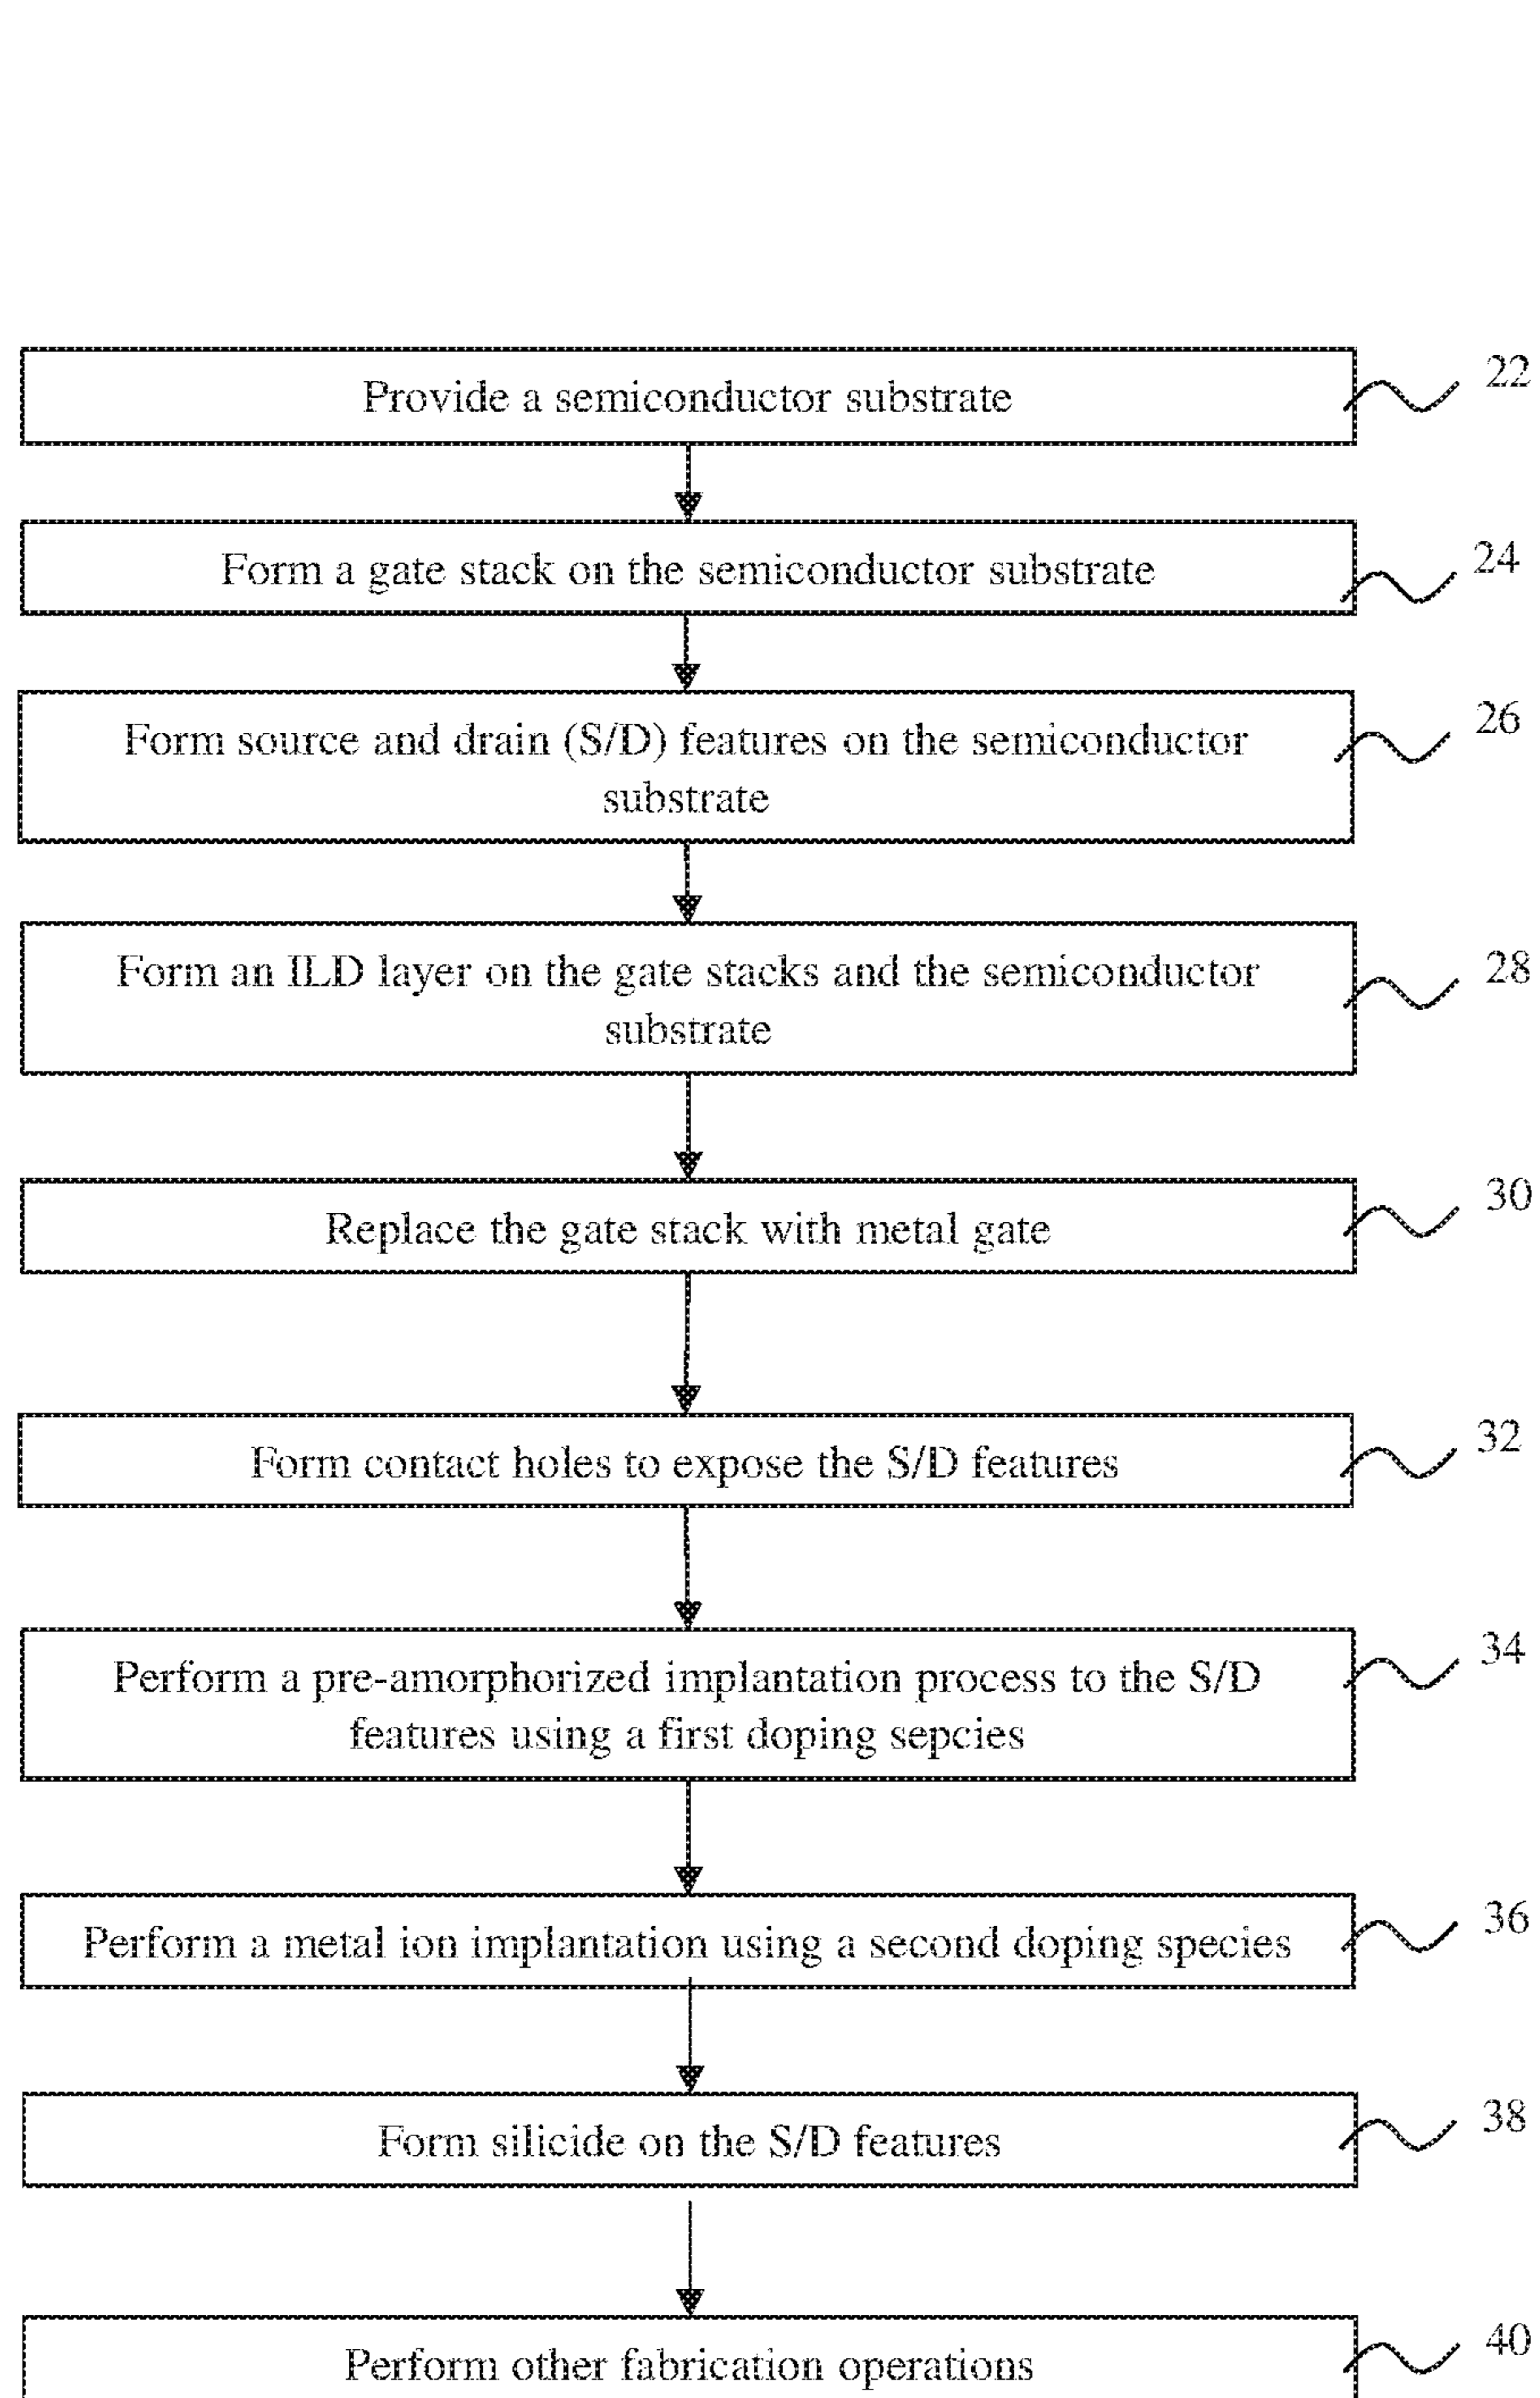 Provide a semiconductor substrate
22
Form a gate stack on the semiconductor substrate
24
Form source and drain (S/D) features on the semiconductor
substrate
26
Form an ILD layer on the gate stacks and the semiconductor
substrate
28
Replace the gate stack with metal gate
30
Form contact holes to expose the S/D features
32
Perform a pre-amorphorized implantation process to the S/D
features using a first doping sepcies
34
Perform a metal ion implantation using a second doping species
36
Form silicide on the S/D features
38
Perform other fabrication operations
40